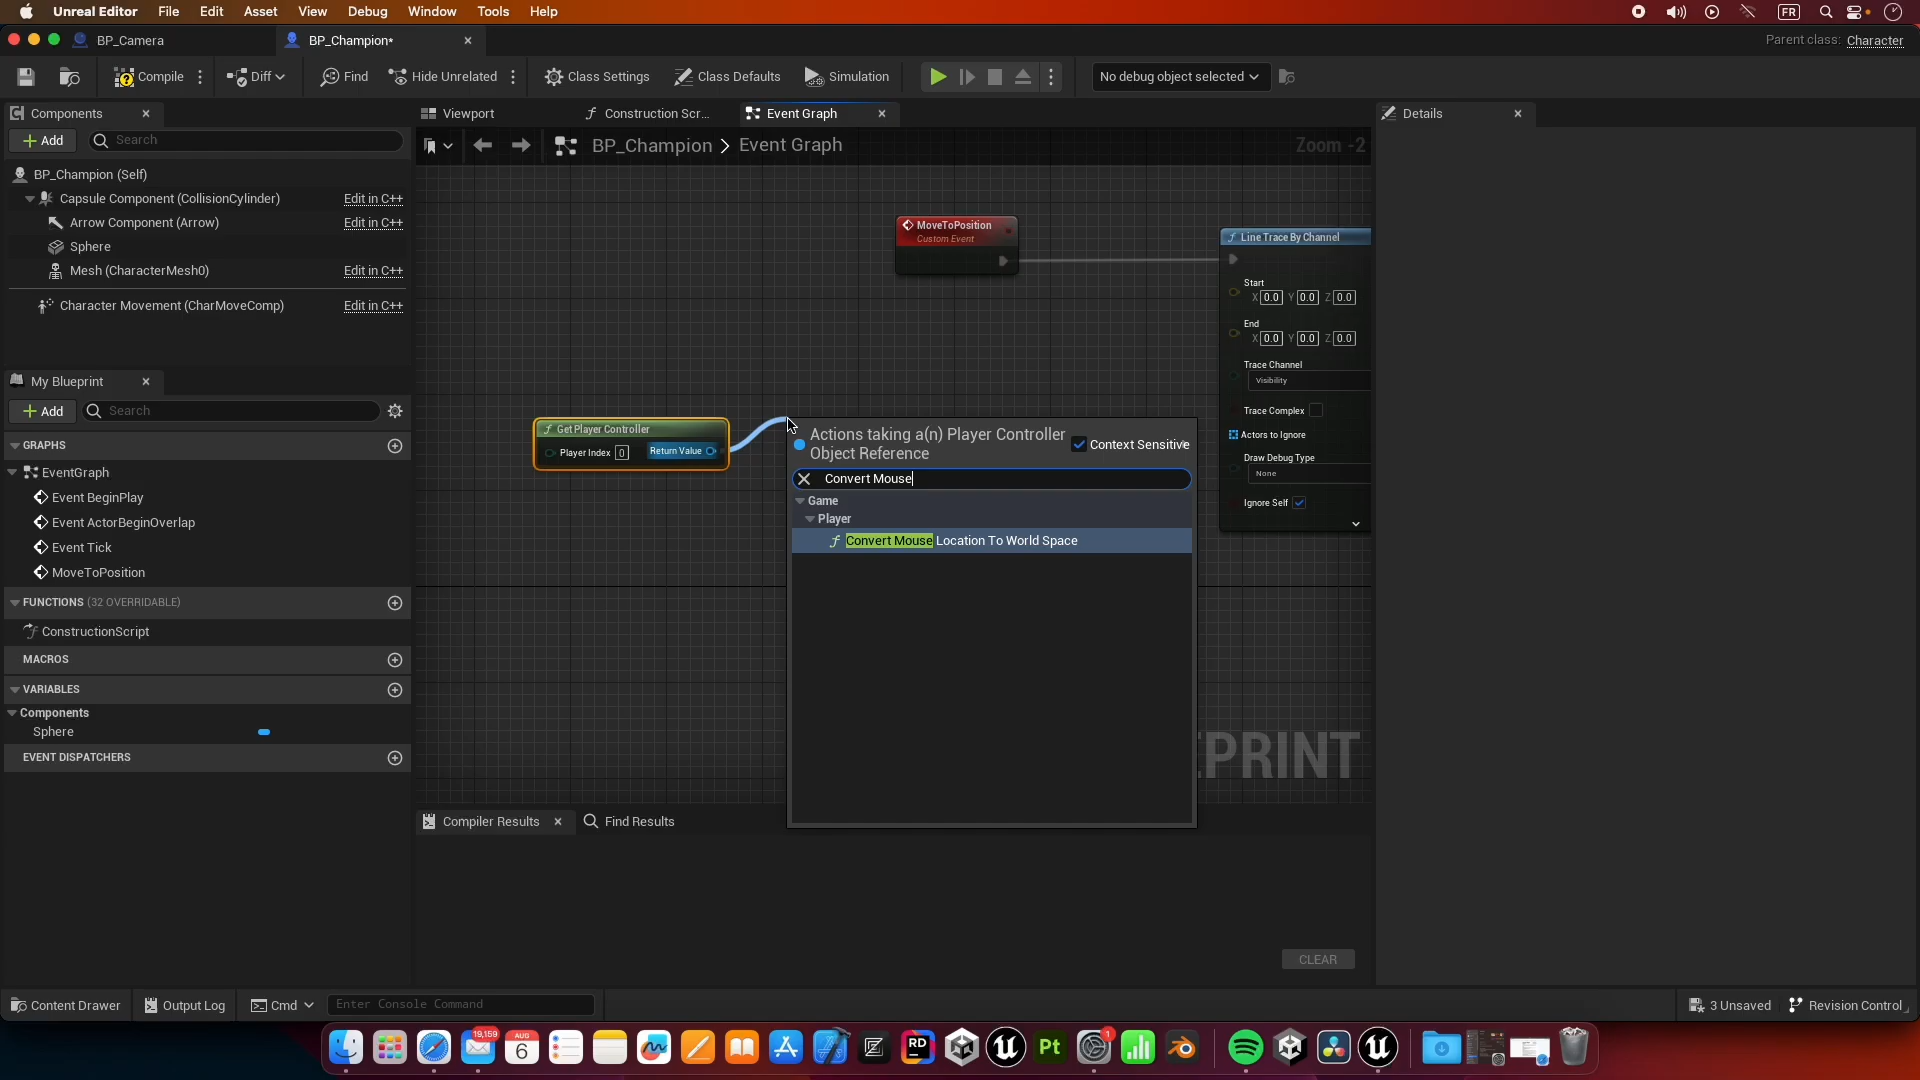 Unreal Editor File Edit Asset View Debug Window Tools Help FR
BP_Camera BP_Champion* Parent class: Character
Compile Diff Find Hide Unrelated Class Settings Class Defaults Simulation No debug object selected
Components
Add Search
BP_Champion (Self)
Capsule Component (CollisionCylinder) Edit in C++
Arrow Component (Arrow) Edit in C++
Sphere
Mesh (CharacterMesh0) Edit in C++
Character Movement (CharMoveComp) Edit in C++
My Blueprint
Add Search
GRAPHS
EventGraph
Event BeginPlay
Event ActorBeginOverlap
Event Tick
MoveToPosition
FUNCTIONS (32 OVERRIDABLE)
ConstructionScript
MACROS
VARIABLES
Components
Sphere
EVENT DISPATCHERS
Viewport Construction Scr... Event Graph
BP_Champion > Event Graph Zoom -2
MoveToPosition
Custom Event
Line Trace By Channel
Start
X 0.0 Y 0.0 Z 0.0
End
X 0.0 Y 0.0 Z 0.0
Trace Channel
Visibility
Trace Complex
Actors to Ignore
Draw Debug Type
None
Ignore Self
Get Player Controller
Player Index 0 Return Value
Actions taking a(n) Player Controller
Object Reference
Context Sensitive
Convert Mouse
Game
Player
Convert Mouse Location To World Space
EPRINT
Compiler Results Find Results
CLEAR
Details
Content Drawer Output Log Cmd Enter Console Command 3 Unsaved Revision Control
19,159 AUG 6 RD Pt 1